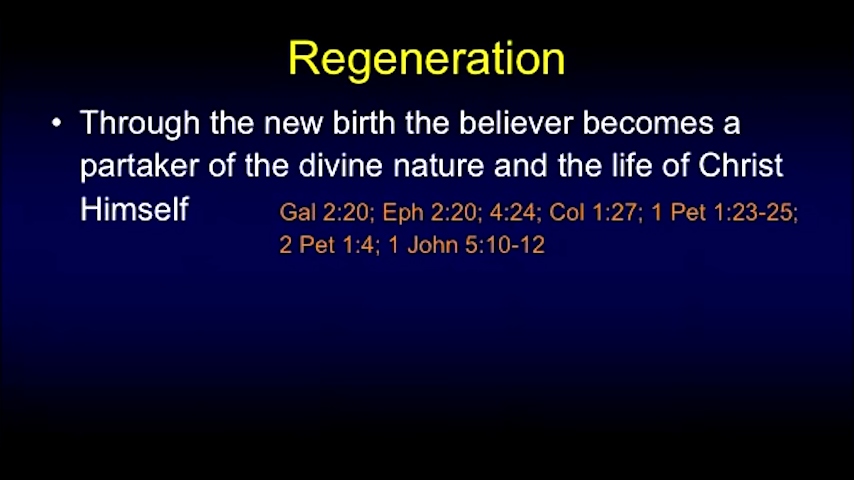 Regeneration
• Through the new birth the believer becomes a
partaker of the divine nature and the life of Christ
Himself Gal 2:20; Eph 2:20; 4:24; Col 1:27; 1 Pet 1:23-25;
2 Pet 1:4; 1 John 5:10-12